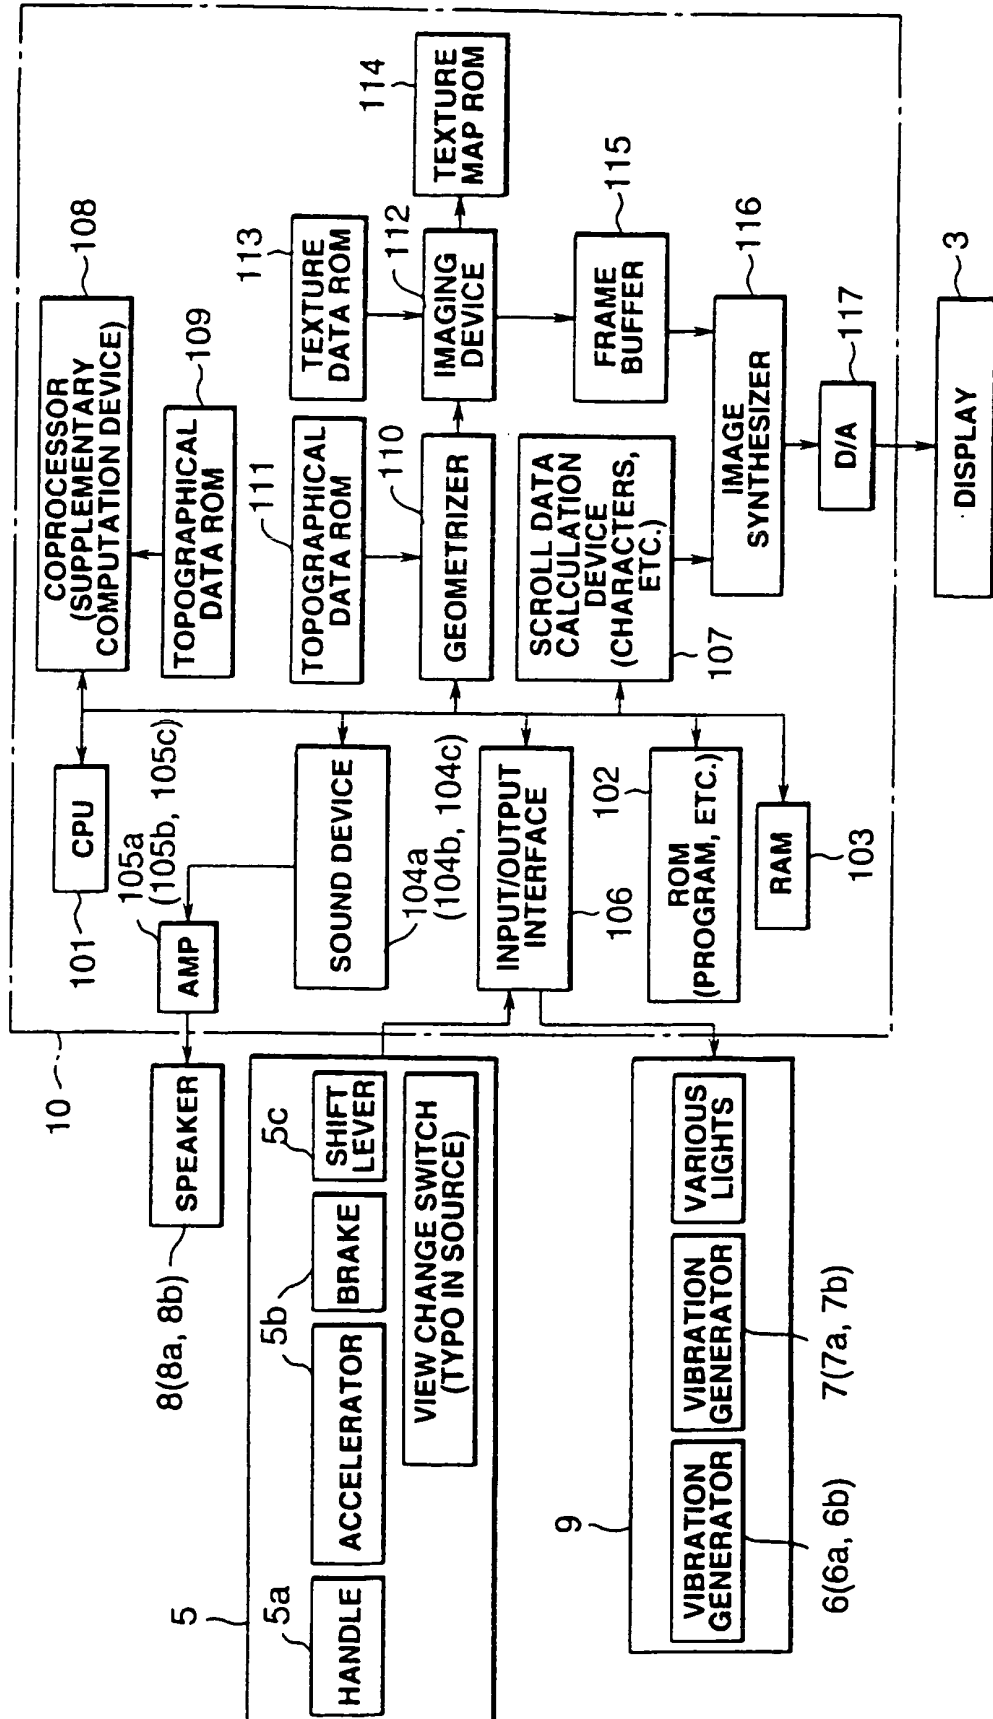 10
CPU
101
COPROCESSOR
(SUPPLEMENTARY
COMPUTATION DEVICE)
108
TOPOGRAPHICAL
DATA ROM
109
SPEAKER
8(8a, 8b)
AMP
105a
(105b, 105c)
SOUND DEVICE
104a
(104b, 104c)
TOPOGRAPHICAL
DATA ROM
111
TEXTURE
DATA ROM
113
GEOMETRIZER
110
IMAGING
DEVICE
112
TEXTURE
MAP ROM
114
5
HANDLE
5a
ACCELERATOR
BRAKE
5b
SHIFT
LEVER
5c
VIEW CHANGE SWITCH
(TYPO IN SOURCE)
INPUT/OUTPUT
INTERFACE
106
SCROLL DATA
CALCULATION
DEVICE
(CHARACTERS,
ETC.)
107
FRAME
BUFFER
115
ROM
(PROGRAM, ETC.)
102
IMAGE
SYNTHESIZER
116
RAM
103
D/A
117
9
VIBRATION
GENERATOR
6(6a, 6b)
VIBRATION
GENERATOR
7(7a, 7b)
VARIOUS
LIGHTS
DISPLAY
3